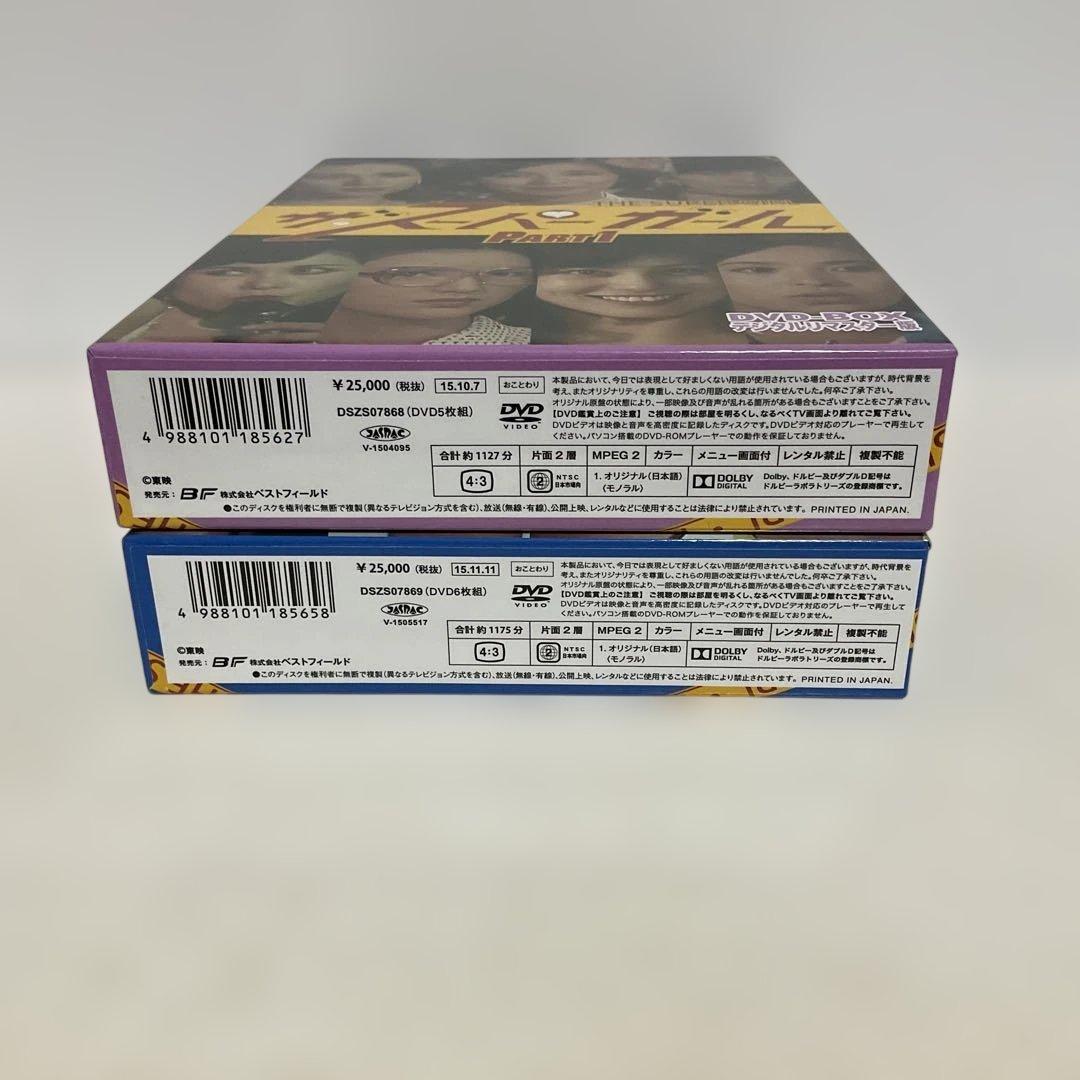 THE SUPERGIRL
ザ・スーパーガール
PART1
DVD-BOX
デジタルリマスター版
4 988101 185627
¥25,000(税抜) 15.10.7 おことわり
DSZS07868(DVD5枚組)
DVD VIDEO
JASRAC
V-1504095
本製品において、今日では表現として好ましくない用語が使用されている場合もございますが、時代背景を
考え、またオリジナリティを尊重し、これらの用語の改変は行いませんでした。何卒ご了承下さい。
オリジナル原盤の状態により、一部映像及び音声が乱れる箇所がある場合もございますことをご了承下さい。
【DVD鑑賞上のご注意】 ご視聴の際は部屋を明るくし、なるべくTV画面より離れてご覧下さい。
DVDビデオは映像と音声を高密度に記録したディスクです。DVDビデオ対応のプレーヤーで再生して
ください。パソコン搭載のDVD-ROMプレーヤーでの動作を保証しておりません。
合計 約1127分 片面2層 MPEG 2 カラー メニュー画面付 レンタル禁止 複製不能
4:3 2 NTSC 日本市場向 1. オリジナル(日本語) (モノラル) DOLBY DIGITAL Dolby、ドルビー及びダブルD記号は ドルビーラボラトリーズの登録商標です。
©東映
発売元: BF 株式会社ベストフィールド
●このディスクを権利者に無断で複製(異なるテレビジョン方式を含む)、放送(無線・有線)、公開上映、レンタルなどに使用することは法律により禁止されています。 PRINTED IN JAPAN.
4 988101 185658
¥25,000(税抜) 15.11.11 おことわり
DSZS07869(DVD6枚組)
DVD VIDEO
JASRAC
V-1505517
本製品において、今日では表現として好ましくない用語が使用されている場合もございますが、時代背景を
考え、またオリジナリティを尊重し、これらの用語の改変は行いませんでした。何卒ご了承下さい。
オリジナル原盤の状態により、一部映像及び音声が乱れる箇所がある場合もございますことをご了承下さい。
【DVD鑑賞上のご注意】 ご視聴の際は部屋を明るくし、なるべくTV画面より離れてご覧下さい。
DVDビデオは映像と音声を高密度に記録したディスクです。DVDビデオ対応のプレーヤーで再生して
ください。パソコン搭載のDVD-ROMプレーヤーでの動作を保証しておりません。
合計 約1175分 片面2層 MPEG 2 カラー メニュー画面付 レンタル禁止 複製不能
4:3 2 NTSC 日本市場向 1. オリジナル(日本語) (モノラル) DOLBY DIGITAL Dolby、ドルビー及びダブルD記号は ドルビーラボラトリーズの登録商標です。
©東映
発売元: BF 株式会社ベストフィールド
●このディスクを権利者に無断で複製(異なるテレビジョン方式を含む)、放送(無線・有線)、公開上映、レンタルなどに使用することは法律により禁止されています。 PRINTED IN JAPAN.